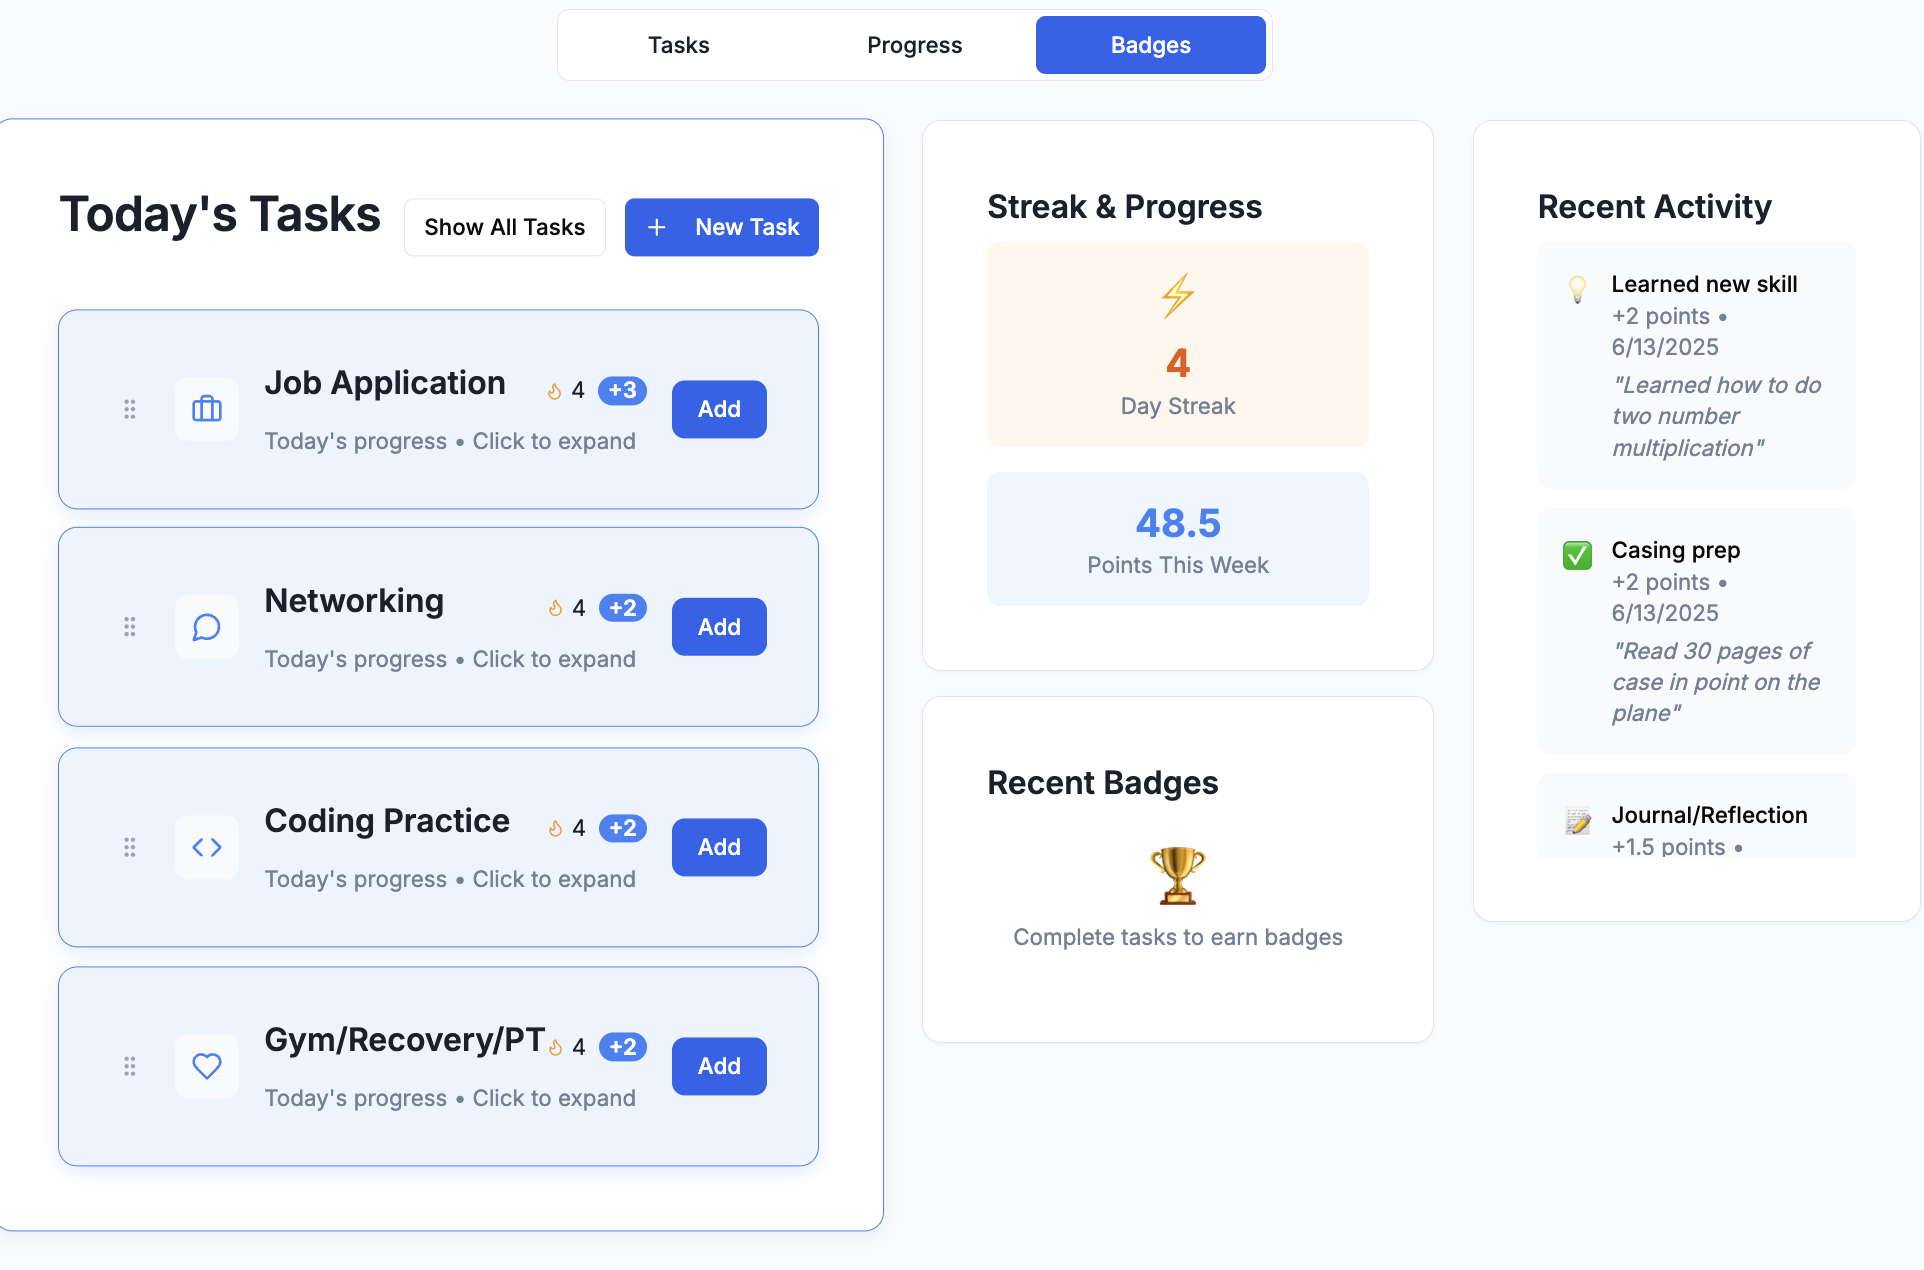 Tasks
Progress
Badges
Today's Tasks
Show All Tasks
+ New Task
Job Application
4
+3
Add
Today's progress • Click to expand
Networking
4
+2
Add
Today's progress • Click to expand
Coding Practice
4
+2
Add
Today's progress • Click to expand
Gym/Recovery/PT
4
+2
Add
Today's progress • Click to expand
Streak & Progress
4
Day Streak
48.5
Points This Week
Recent Badges
Complete tasks to earn badges
Recent Activity
Learned new skill
+2 points •
6/13/2025
"Learned how to do
two number
multiplication"
Casing prep
+2 points •
6/13/2025
"Read 30 pages of
case in point on the
plane"
Journal/Reflection
+1.5 points •